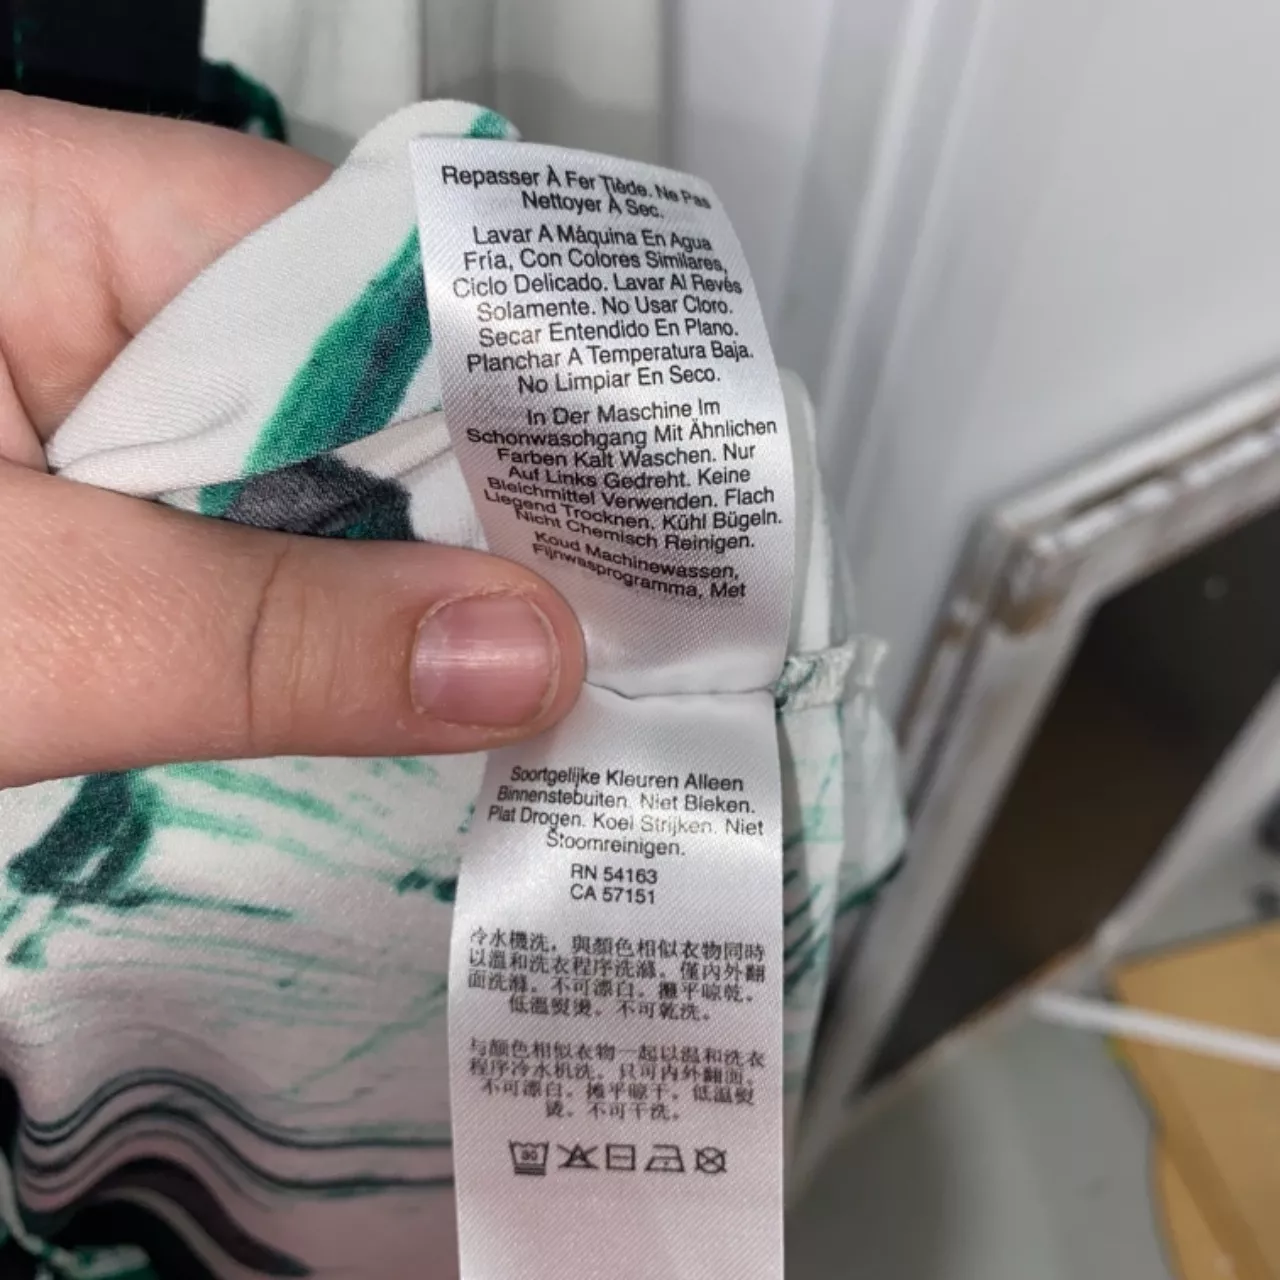 Repasser À Fer Tiède. Ne Pas
Nettoyer À Sec.
Lavar A Máquina En Agua
Fría, Con Colores Similares,
Ciclo Delicado. Lavar Al Revés
Solamente. No Usar Cloro.
Secar Entendido En Plano.
Planchar A Temperatura Baja.
No Limpiar En Seco.
In Der Maschine Im
Schonwaschgang Mit Ähnlichen
Farben Kalt Waschen. Nur
Auf Links Gedreht. Keine
Bleichmittel Verwenden. Flach
Liegend Trocknen. Kühl Bügeln.
Nicht Chemisch Reinigen.
Koud Machinewassen,
Fijnwasprogramma, Met
Soortgelijke Kleuren Alleen
Binnenstebuiten. Niet Bleken.
Plat Drogen. Koel Strijken. Niet
Stoomreinigen.
RN 54163
CA 57151
冷水機洗，與顏色相似衣物同時
以溫和洗衣程序洗滌。僅內外翻
面洗滌。不可漂白。攤平晾乾。
低溫熨燙。不可乾洗。
与颜色相似衣物一起以温和洗衣
程序冷水机洗。只可内外翻面。
不可漂白。摊平晾干。低温熨
烫。不可干洗。
30